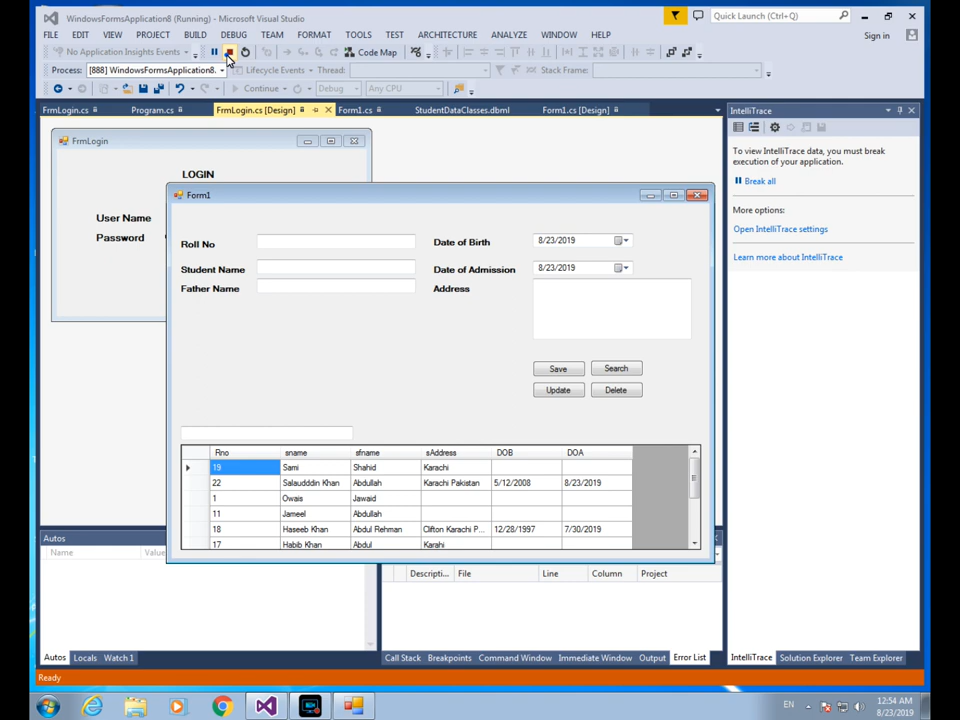 WindowsFormsApplication8 (Running) - Microsoft Visual Studio
Quick Launch (Ctrl+Q)
FILE EDIT VIEW PROJECT BUILD DEBUG TEAM FORMAT TOOLS TEST ARCHITECTURE ANALYZE WINDOW HELP Sign in
No Application Insights Events Code Map
Process: [888] WindowsFormsApplication8. Lifecycle Events Thread: Stack Frame:
Continue Debug Any CPU
FrmLogin.cs Program.cs FrmLogin.cs [Design] Form1.cs StudentDataClasses.dbml Form1.cs [Design] IntelliTrace
FrmLogin
LOGIN
User Name
Password
Form1
Roll No
Student Name
Father Name
Date of Birth 8/23/2019
Date of Admission 8/23/2019
Address
Save Search
Update Delete
Rno sname sfname sAddress DOB DOA
19 Sami Shahid Karachi
22 Salaudddin Khan Abdullah Karachi Pakistan 5/12/2008 8/23/2019
1 Owais Jawaid
11 Jameel Abdullah
18 Haseeb Khan Abdul Rehman Clifton Karachi P... 12/28/1997 7/30/2019
17 Habib Khan Abdul Karahi
To view IntelliTrace data, you must break
execution of your application.
Break all
More options:
Open IntelliTrace settings
Learn more about IntelliTrace
Autos
Name Value
Descripti... File Line Column Project
Autos Locals Watch 1
Call Stack Breakpoints Command Window Immediate Window Output Error List
IntelliTrace Solution Explorer Team Explorer
Ready
EN 12:54 AM
8/23/2019